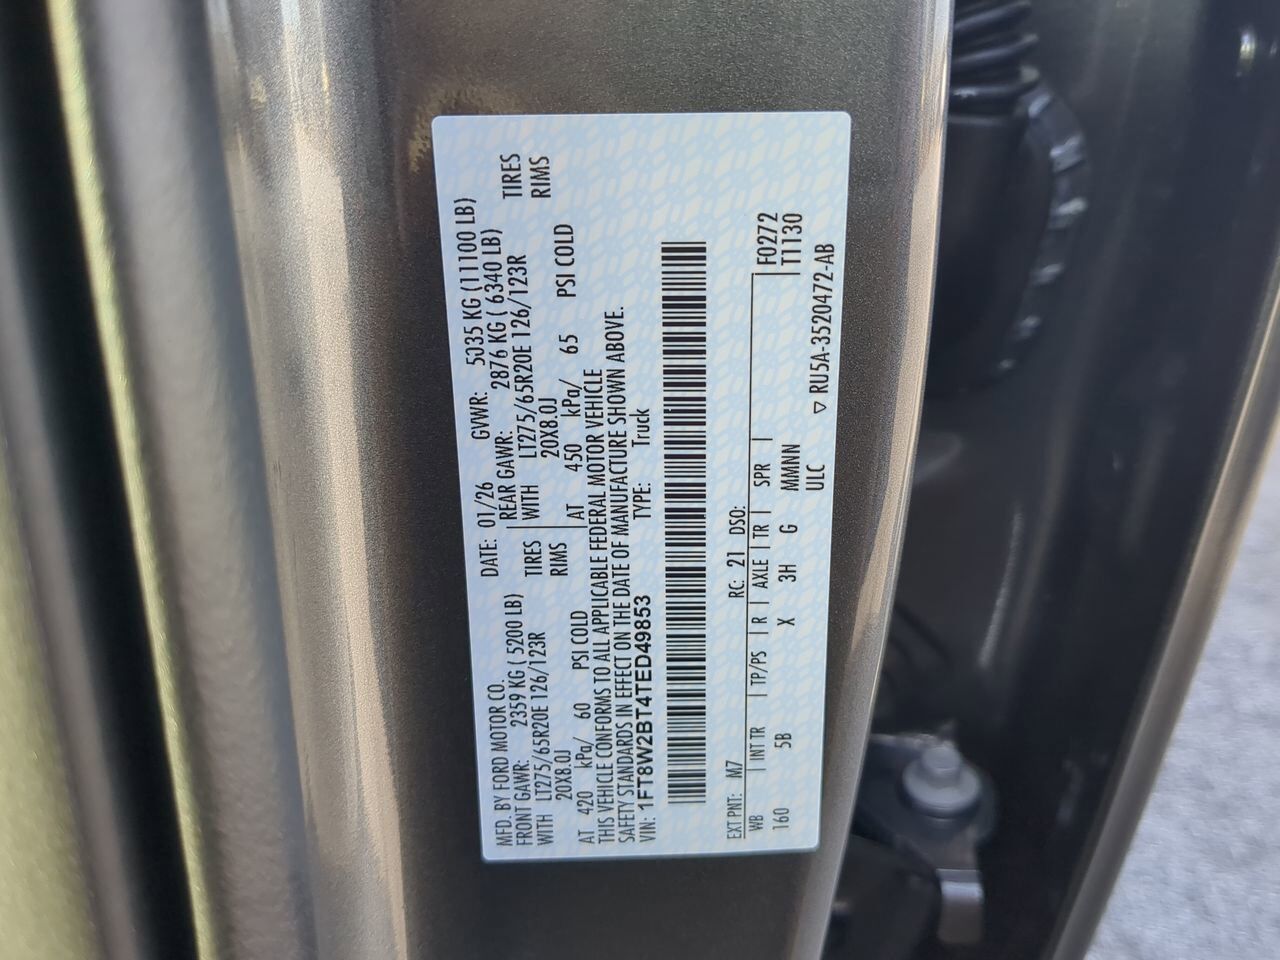 MFD. BY FORD MOTOR CO.
DATE: 01/26 GVWR: 5035 KG (11100 LB)
FRONT GAWR: 2359 KG ( 5200 LB)
REAR GAWR: 2876 KG ( 6340 LB)
WITH LT275/65R20E 126/123R TIRES
WITH LT275/65R20E 126/123R TIRES
20X8.0J RIMS
20X8.0J RIMS
AT 420 kPa/ 60 PSI COLD
AT 450 kPa/ 65 PSI COLD
THIS VEHICLE CONFORMS TO ALL APPLICABLE FEDERAL MOTOR VEHICLE
SAFETY STANDARDS IN EFFECT ON THE DATE OF MANUFACTURE SHOWN ABOVE.
VIN: 1FT8W2BT4TED49853 TYPE: Truck
EXT PNT: M7 RC: 21 DSO:
WB INT TR TP/PS R AXLE TR SPR F0272
160 5B X 3H G MMNN T1130
ULC
RU5A-3520472-AB